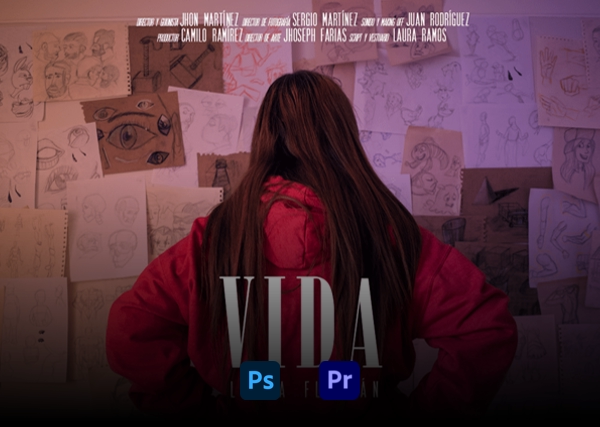 DIRECTOR Y GUIONISTA JHON MARTÍNEZ DIRECTOR DE FOTOGRAFÍA SERGIO MARTÍNEZ SONIDO Y MAKING OFF JUAN RODRÍGUEZ
PRODUCTOR CAMILO RAMÍREZ DIRECTOR DE ARTE JHOSEPH FARIAS SCRIPT Y VESTUARIO LAURA RAMOS
VIDA
Ps Pr